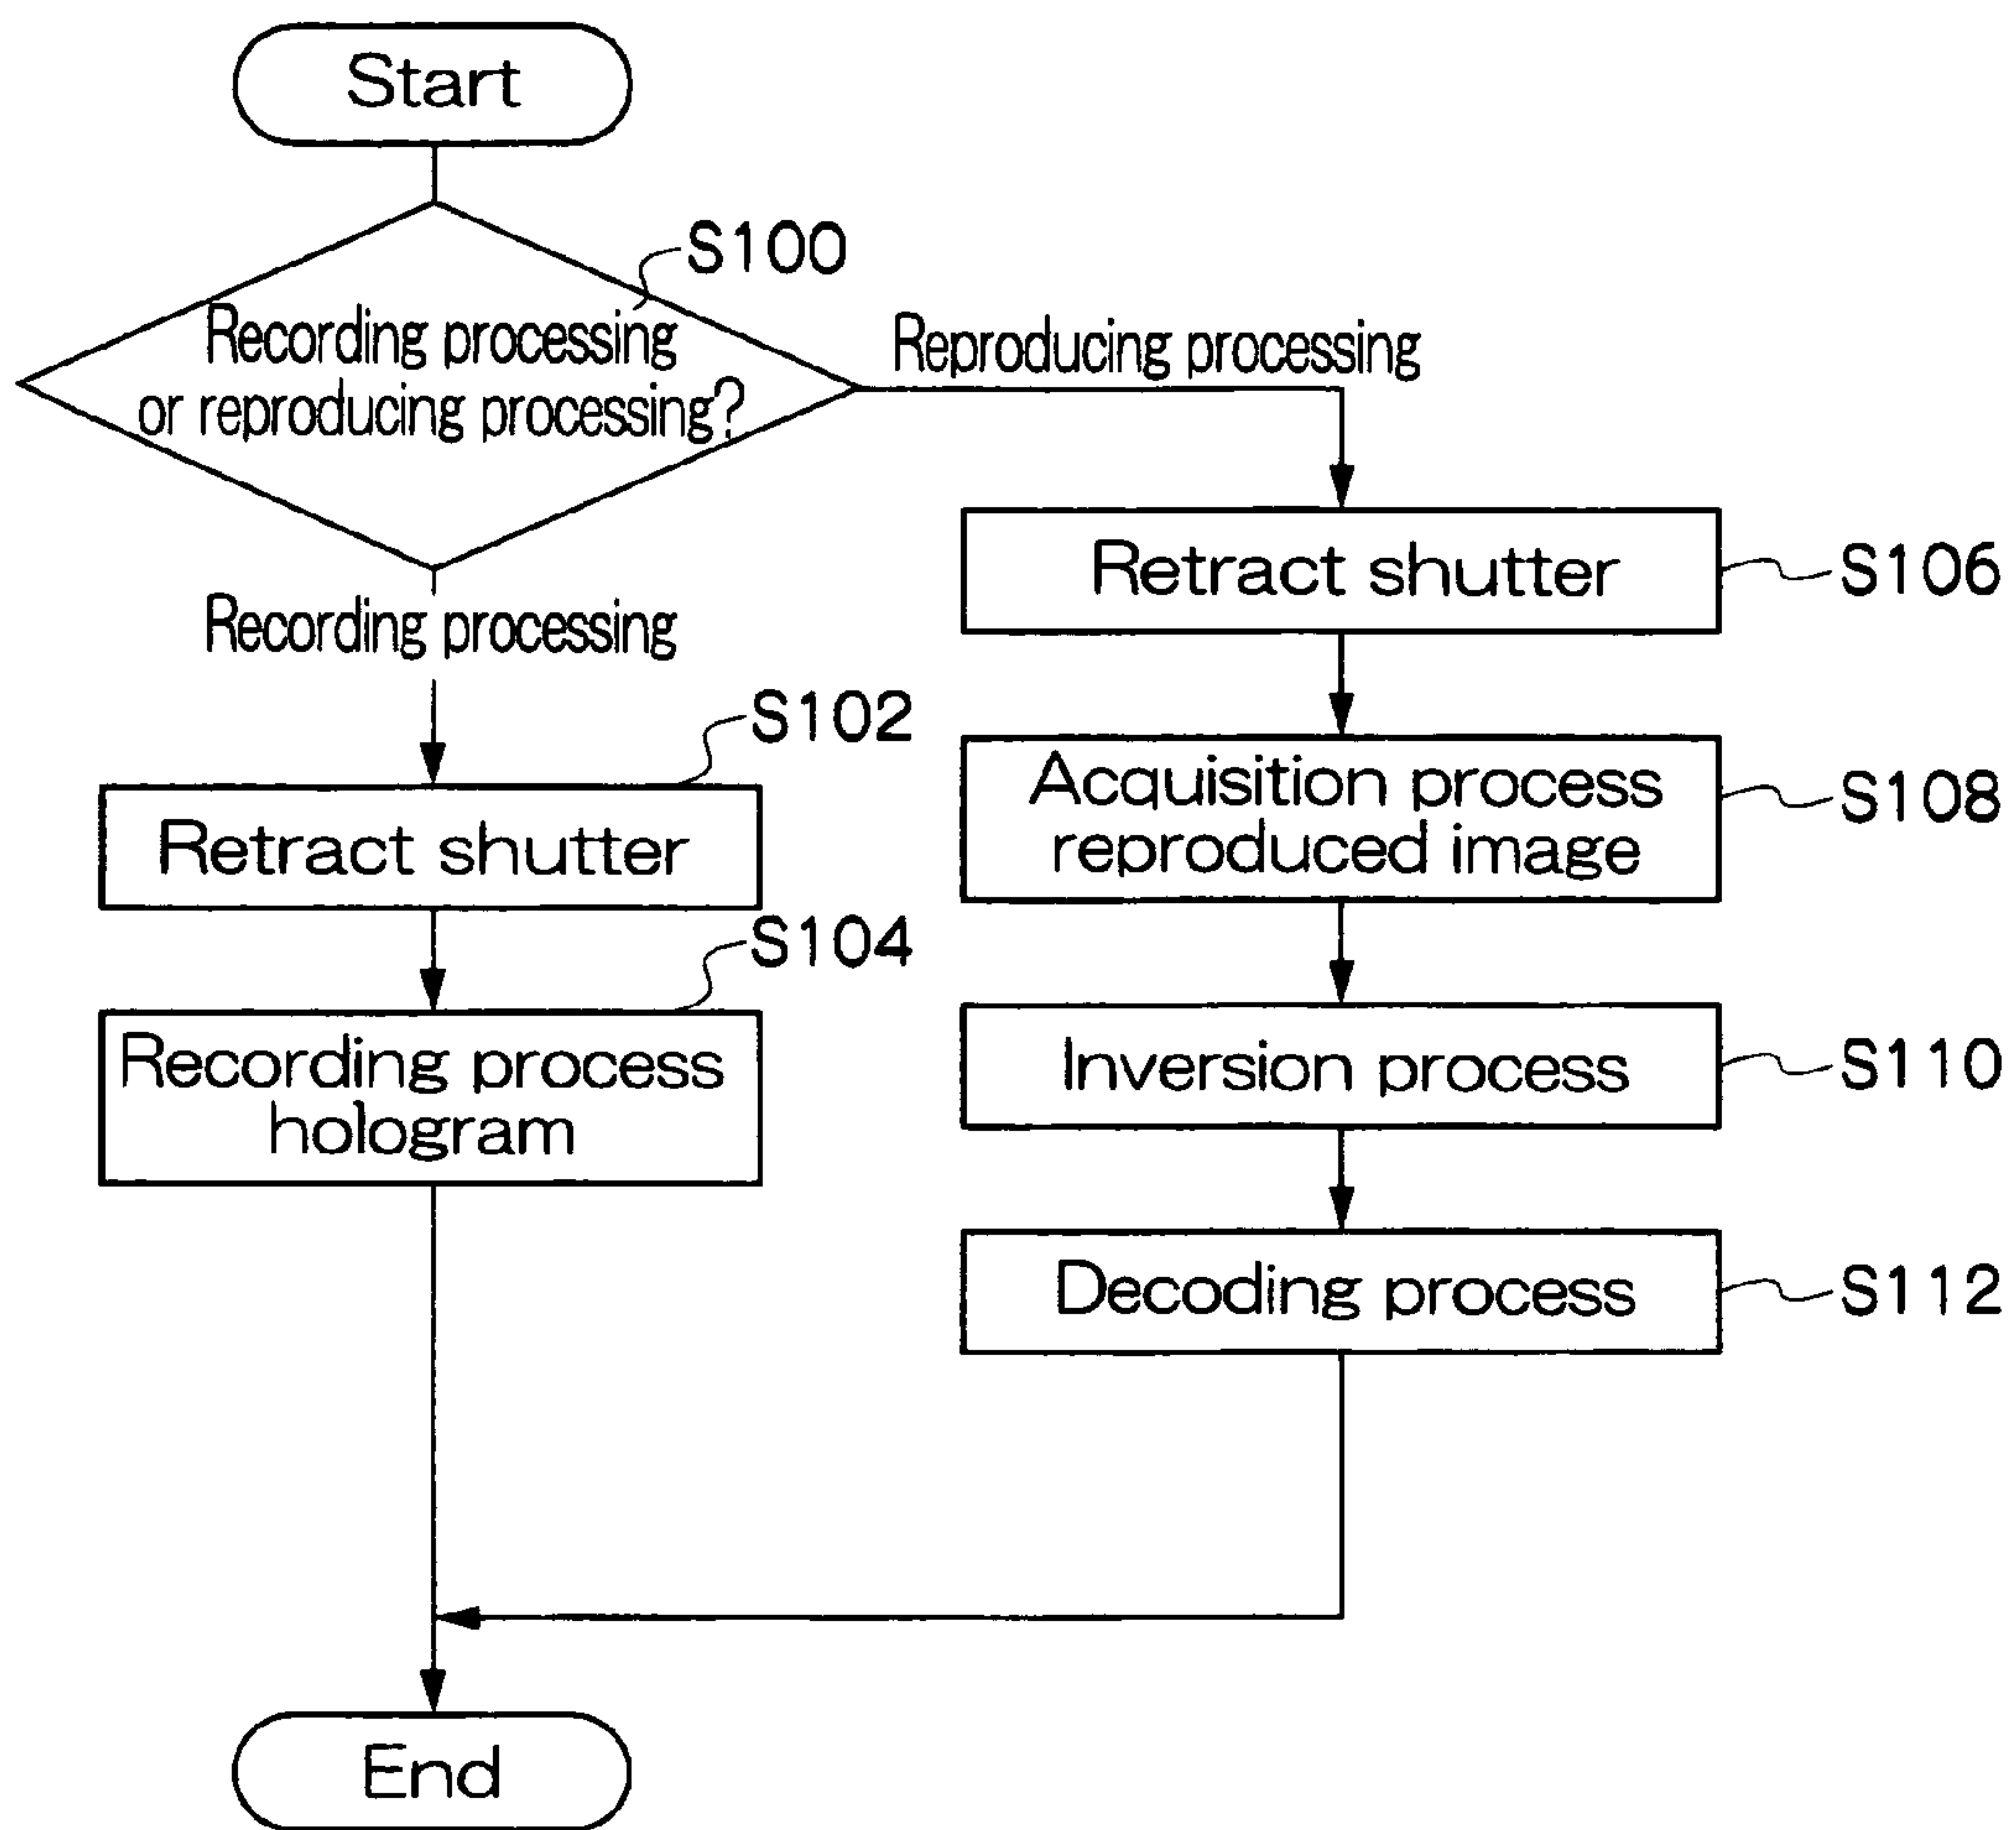 Start
S100
Recording processing
or reproducing processing?
Reproducing processing
Recording processing
S102
Retract shutter
S104
Recording process
hologram
Retract shutter
S106
Acquisition process
reproduced image
S108
Inversion process
S110
Decoding process
S112
End